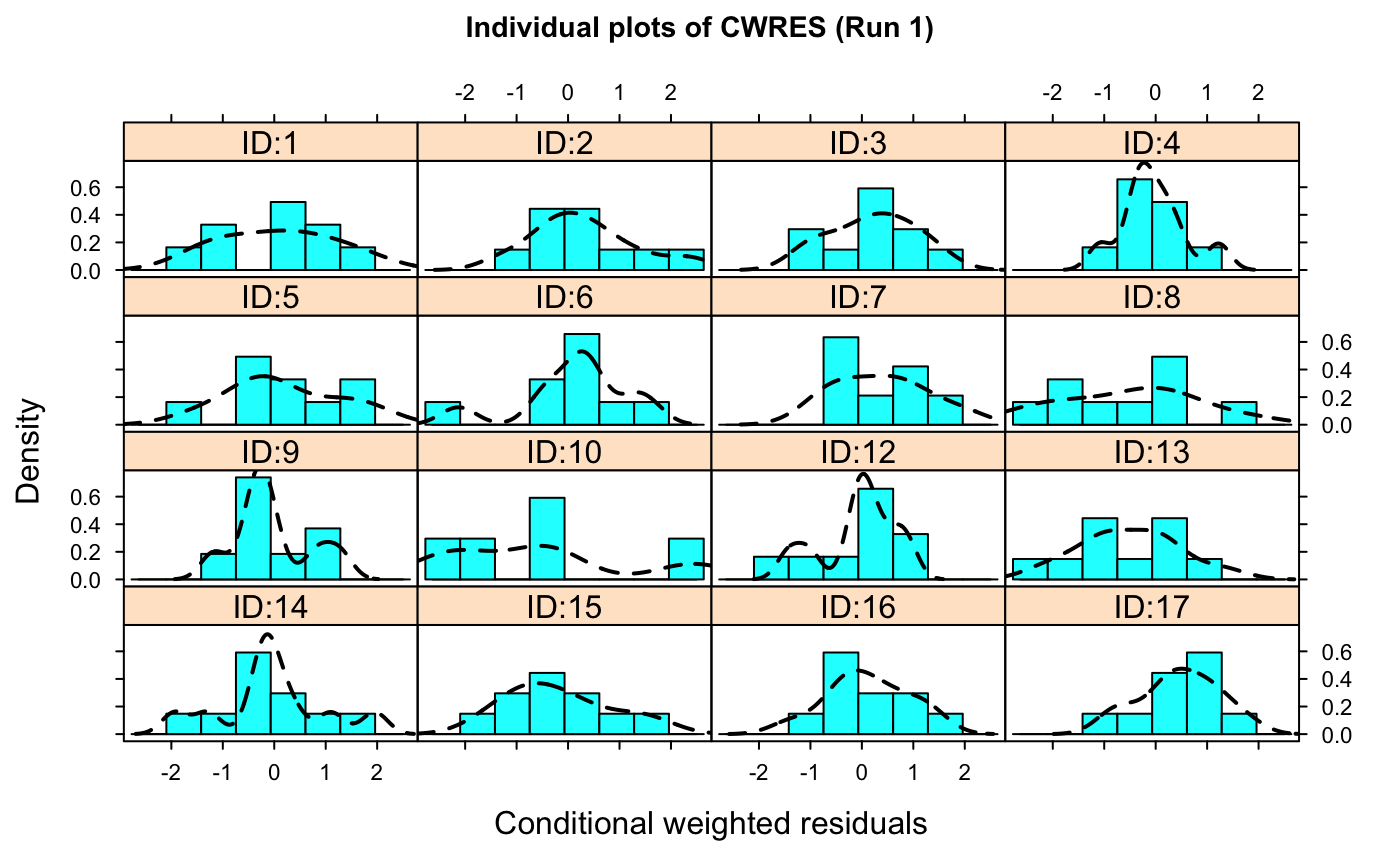 Individual plots of CWRES (Run 1)
-2 -1 0 1 2 -2 -1 0 1 2
ID:1 ID:2 ID:3 ID:4
0.6
0.4
0.2
0.0
ID:5 ID:6 ID:7 ID:8
0.6
0.4
0.2
0.0
ID:9 ID:10 ID:12 ID:13
0.6
0.4
0.2
0.0
ID:14 ID:15 ID:16 ID:17
0.6
0.4
0.2
0.0
-2 -1 0 1 2 -2 -1 0 1 2
Density
Conditional weighted residuals